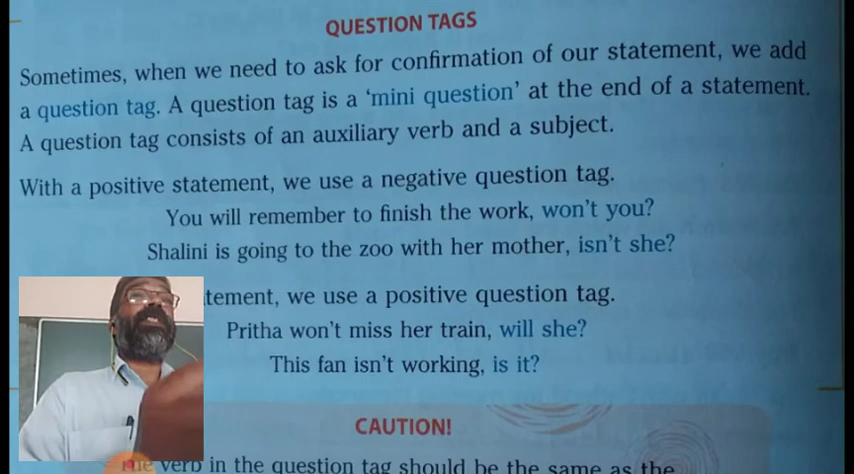 QUESTION TAGS
Sometimes, when we need to ask for confirmation of our statement, we add
a question tag. A question tag is a ‘mini question’ at the end of a statement.
A question tag consists of an auxiliary verb and a subject.
With a positive statement, we use a negative question tag.
You will remember to finish the work, won’t you?
Shalini is going to the zoo with her mother, isn’t she?
tement, we use a positive question tag.
Pritha won’t miss her train, will she?
This fan isn’t working, is it?
CAUTION!
verb in the question tag should be the same as the